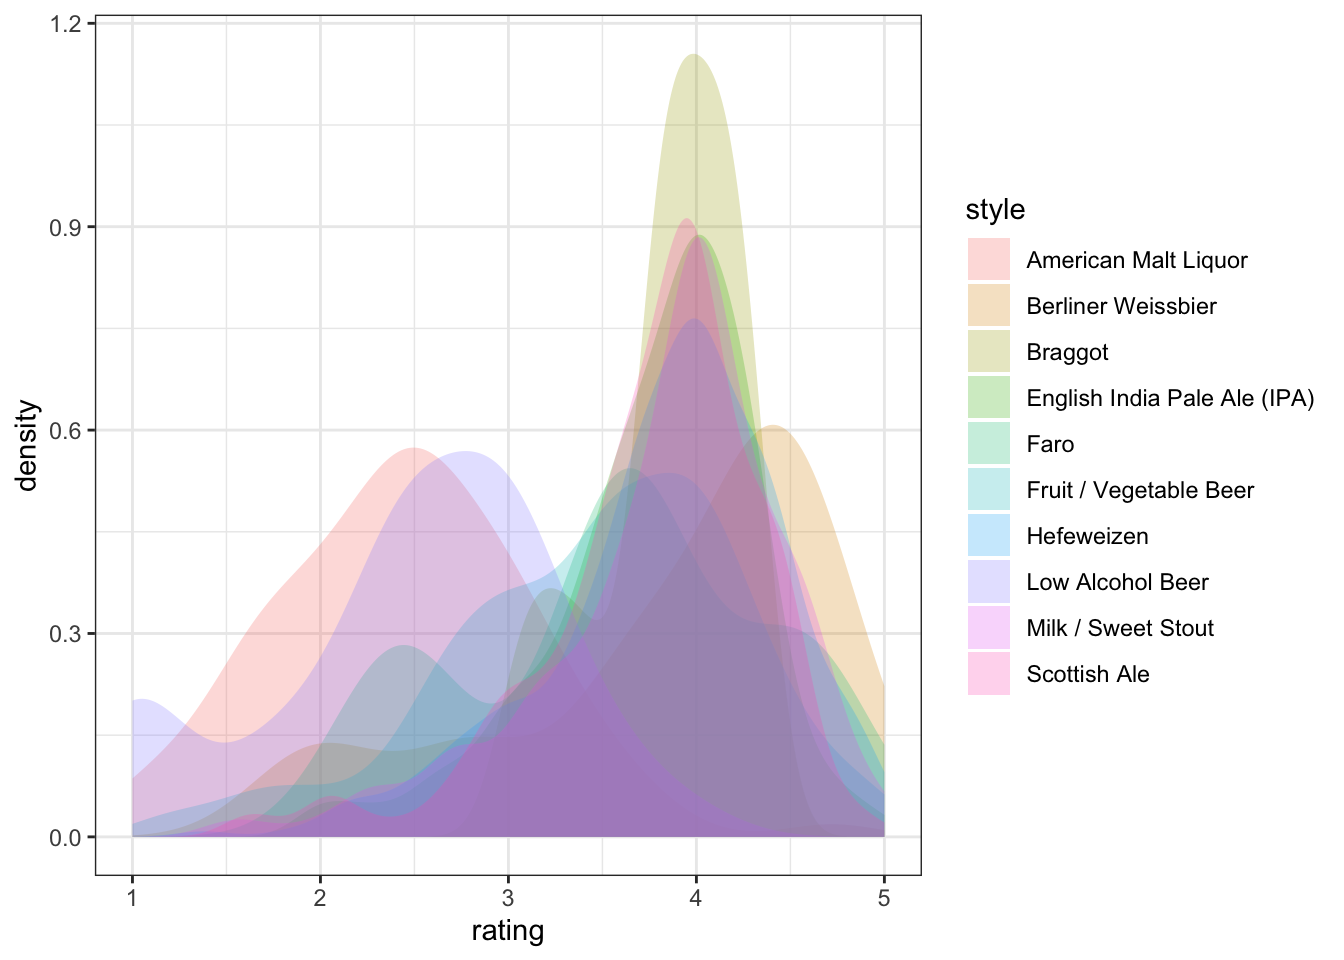 1.2
0.9
0.6
0.3
0.0
density
1 2 3 4 5
rating
style
American Malt Liquor
Berliner Weissbier
Braggot
English India Pale Ale (IPA)
Faro
Fruit / Vegetable Beer
Hefeweizen
Low Alcohol Beer
Milk / Sweet Stout
Scottish Ale